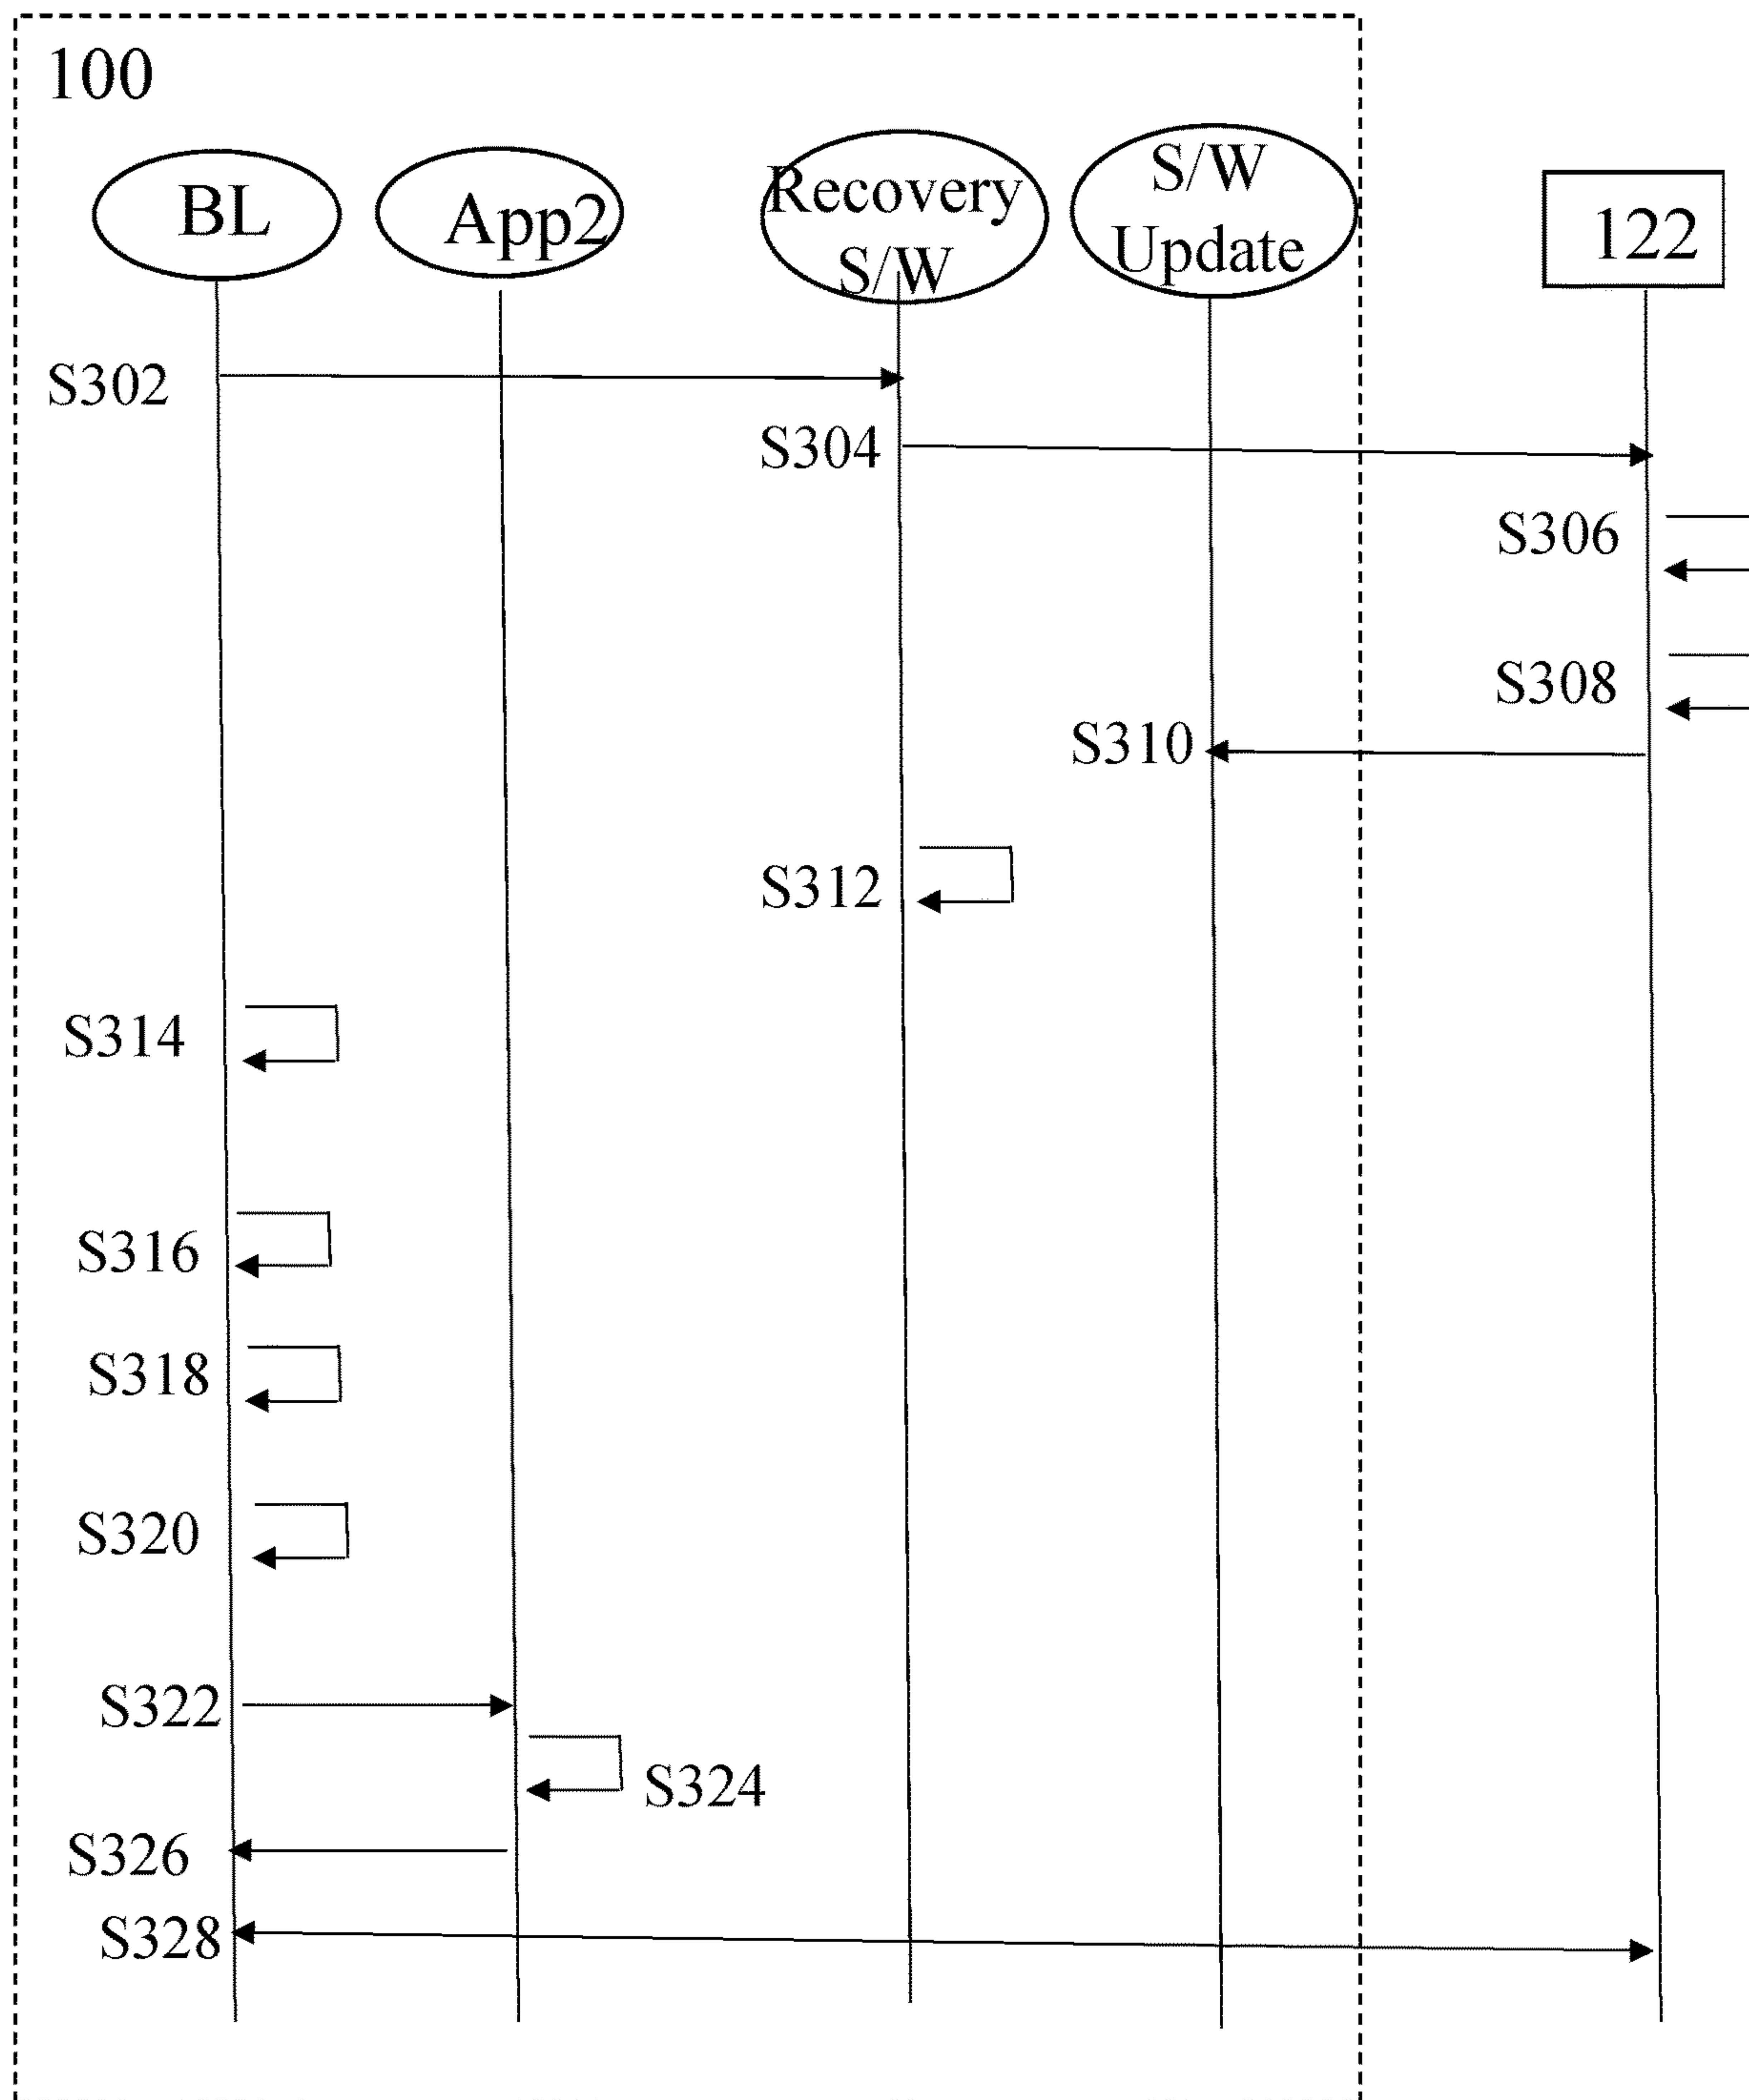 100
BL
App2
Recovery
S/W
S/W
Update
122
S302
S304
S306
S308
S310
S312
S314
S316
S318
S320
S322
S324
S326
S328